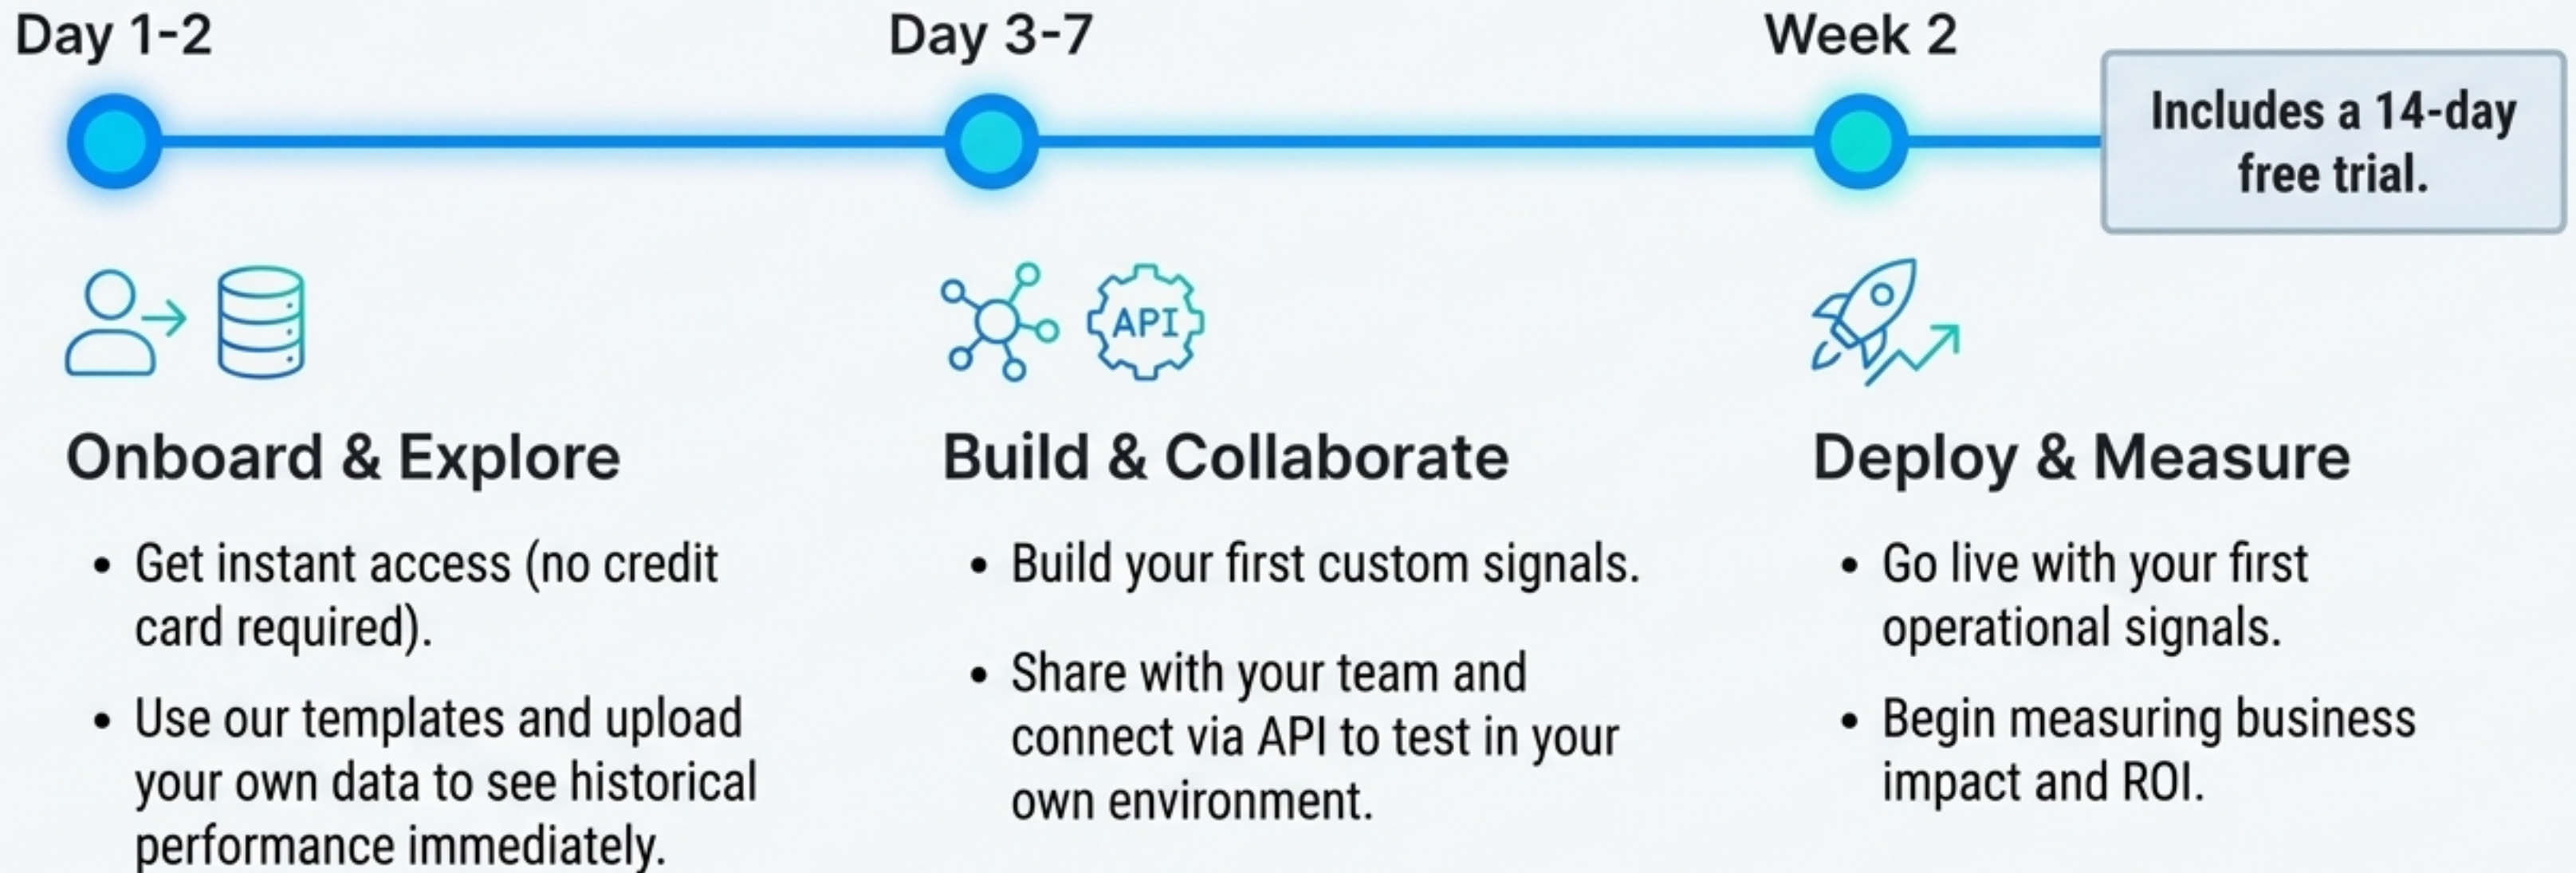 Day 1-2
Day 3-7
Week 2
Includes a 14-day
free trial.
API
Onboard & Explore
• Get instant access (no credit
card required).
• Use our templates and upload
your own data to see historical
performance immediately.
Build & Collaborate
• Build your first custom signals.
• Share with your team and
connect via API to test in your
own environment.
Deploy & Measure
• Go live with your first
operational signals.
• Begin measuring business
impact and ROI.